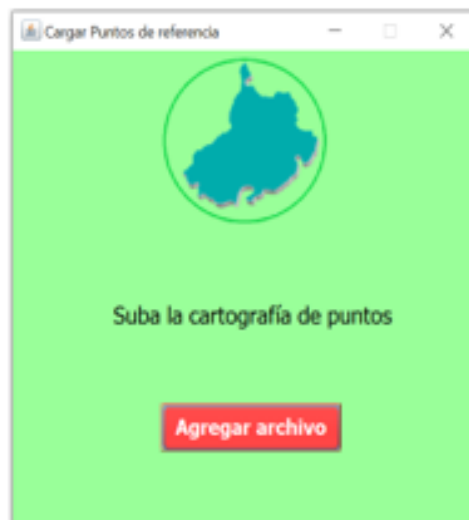 Cargar Puntos de referencia
Suba la cartografía de puntos
Agregar archivo